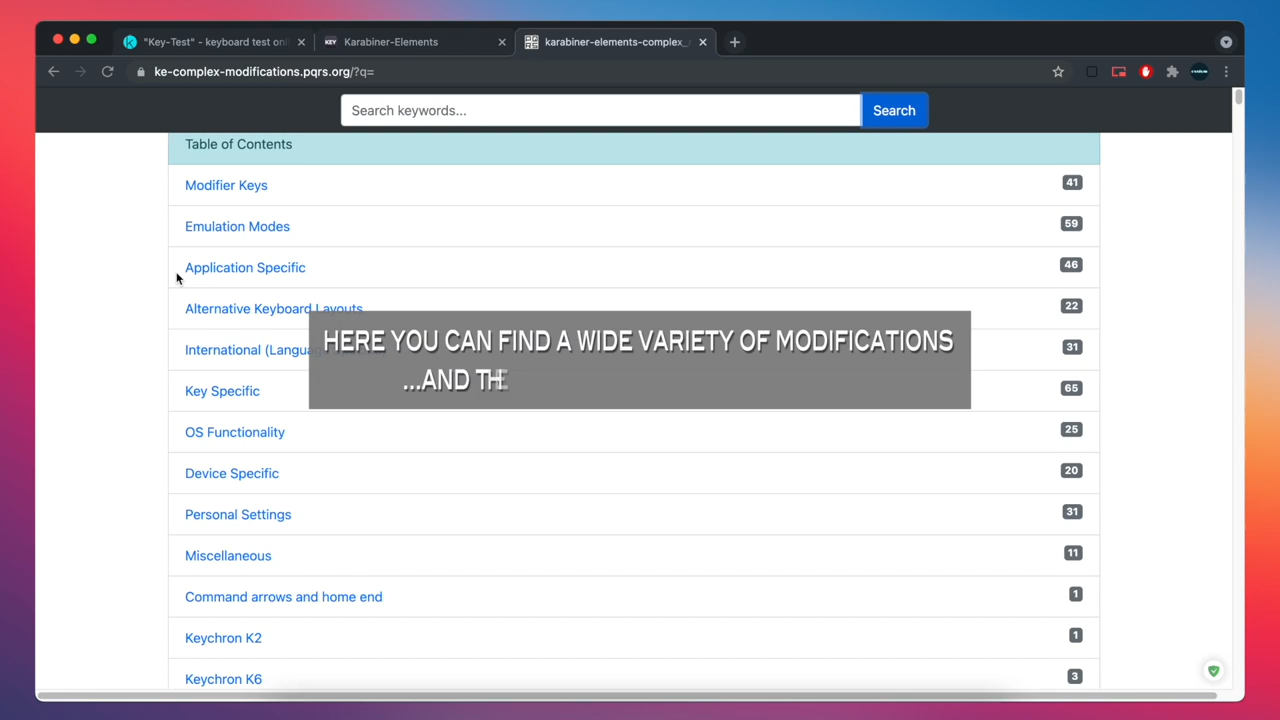 "Key-Test" - keyboard test onl
KEY Karabiner-Elements
karabiner-elements-complex_
ke-complex-modifications.pqrs.org/?q=
Search keywords...
Search
Table of Contents
Modifier Keys 41
Emulation Modes 59
Application Specific 46
Alternative Keyboard Layouts 22
International (Langua 31
HERE YOU CAN FIND A WIDE VARIETY OF MODIFICATIONS
...AND THE
Key Specific 65
OS Functionality 25
Device Specific 20
Personal Settings 31
Miscellaneous 11
Command arrows and home end 1
Keychron K2 1
Keychron K6 3